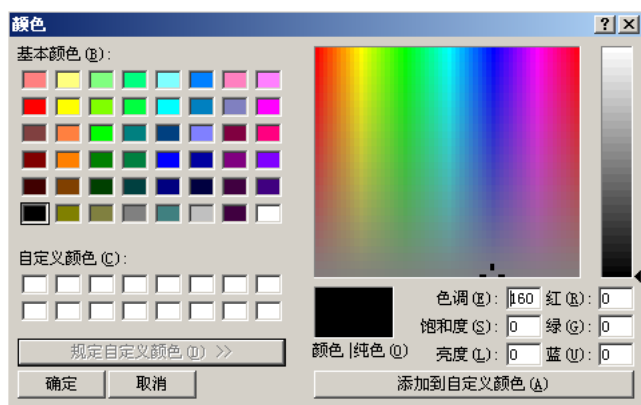 颜色
基本颜色(B):
自定义颜色(C):
规定自定义颜色(D) >>
确定 取消
色调(E): 160 红(R): 0
饱和度(S): 0 绿(G): 0
颜色|纯色(O) 亮度(L): 0 蓝(U): 0
添加到自定义颜色(A)